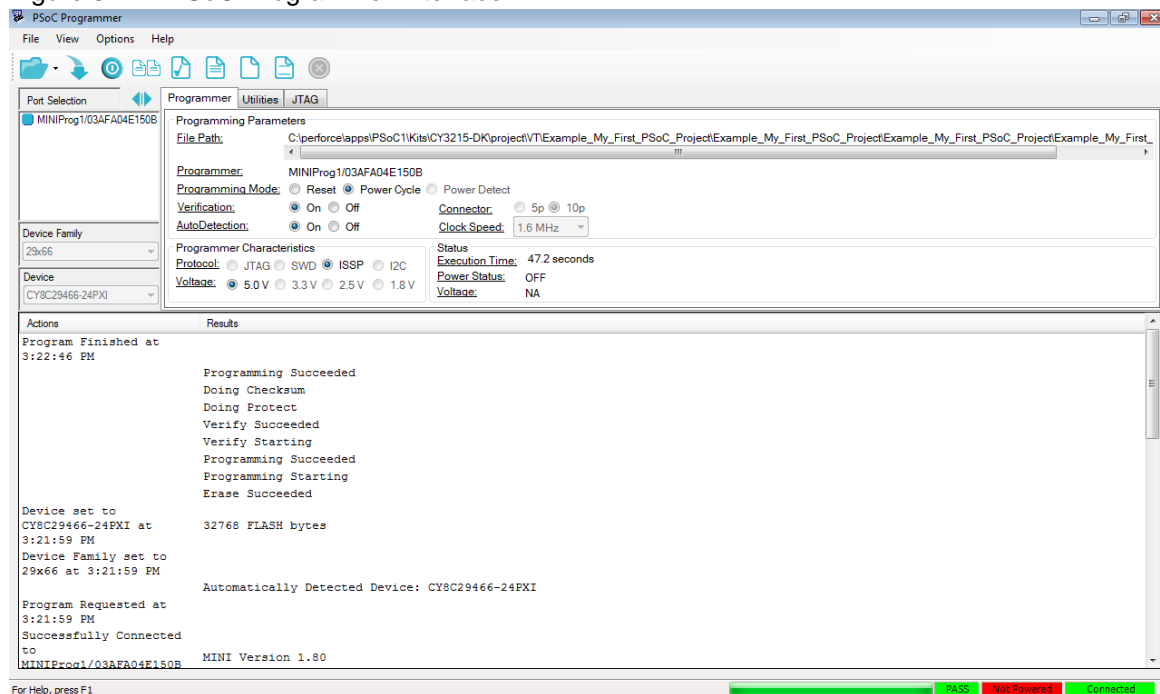 PSoC Programmer
File View Options Help
Port Selection
Programmer Utilities JTAG
MINIProg1/03AFA04E150B
Programming Parameters
File Path: C:\perforce\apps\PSoC1\Kits\CY3215-DK\project\VT\Example_My_First_PSoC_Project\Example_My_First_PSoC_Project\Example_My_First_PSoC_Project\Example_My_First_
Programmer: MINIProg1/03AFA04E150B
Programming Mode: Reset Power Cycle Power Detect
Verification: On Off Connector: 5p 10p
AutoDetection: On Off Clock Speed: 1.6 MHz
Device Family
29x66
Device
CY8C29466-24PXI
Programmer Characteristics
Protocol: JTAG SWD ISSP I2C
Voltage: 5.0 V 3.3 V 2.5 V 1.8 V
Status
Execution Time: 47.2 seconds
Power Status: OFF
Voltage: NA
Actions Results
Program Finished at
3:22:46 PM
Programming Succeeded
Doing Checksum
Doing Protect
Verify Succeeded
Verify Starting
Programming Succeeded
Programming Starting
Erase Succeeded
Device set to
CY8C29466-24PXI at 32768 FLASH bytes
3:21:59 PM
Device Family set to
29x66 at 3:21:59 PM
Automatically Detected Device: CY8C29466-24PXI
Program Requested at
3:21:59 PM
Successfully Connected
to
MINIProg1/03AFA04E150B MINI Version 1.80
For Help, press F1
PASS Not Powered Connected